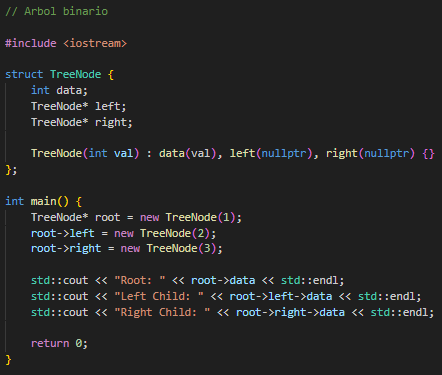 // Arbol binario
#include <iostream>
struct TreeNode {
    int data;
    TreeNode* left;
    TreeNode* right;
    TreeNode(int val) : data(val), left(nullptr), right(nullptr) {}
};
int main() {
    TreeNode* root = new TreeNode(1);
    root->left = new TreeNode(2);
    root->right = new TreeNode(3);
    std::cout << "Root: " << root->data << std::endl;
    std::cout << "Left Child: " << root->left->data << std::endl;
    std::cout << "Right Child: " << root->right->data << std::endl;
    return 0;
}